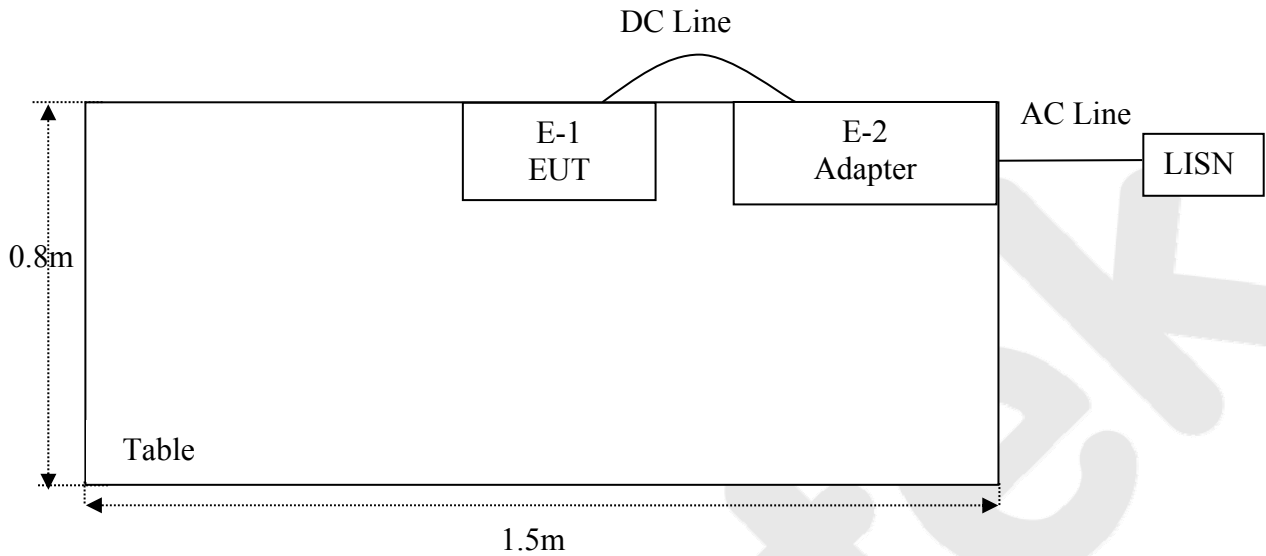 DC Line
E-1
EUT
E-2
Adapter
AC Line
LISN
0.8m
Table
1.5m